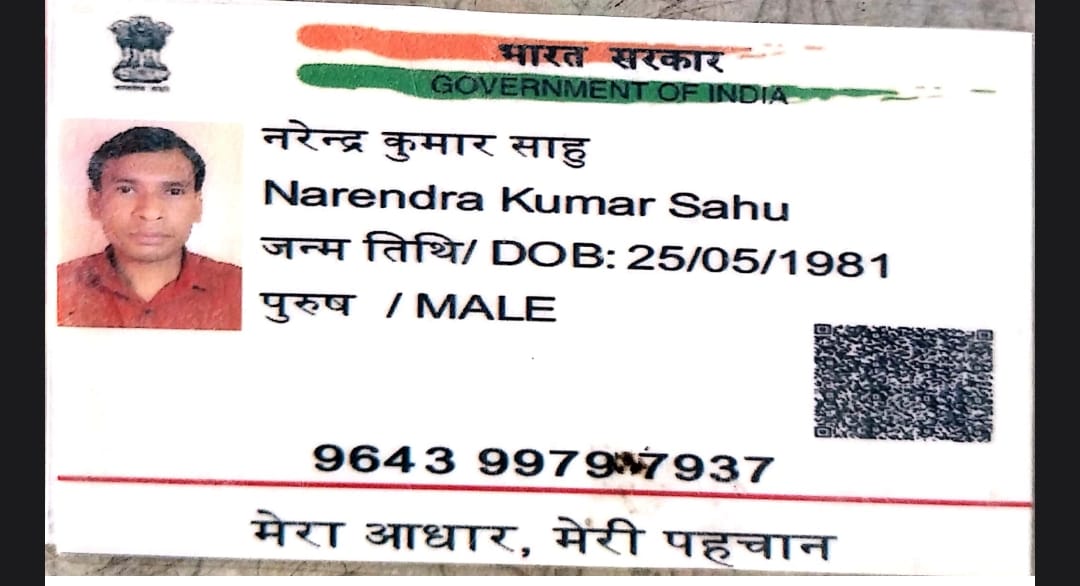 भारत सरकार
GOVERNMENT OF INDIA
नरेन्द्र कुमार साहु
Narendra Kumar Sahu
जन्म तिथि/ DOB: 25/05/1981
पुरुष / MALE
9643 9979 7937
मेरा आधार, मेरी पहचान